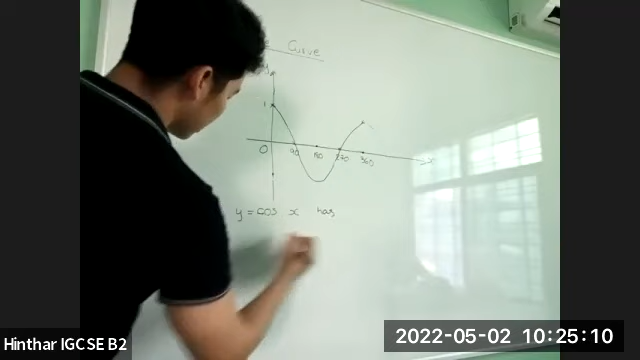 Curve
y
1
0 90 180 270 360 x
y = cos x has
Hinthar IGCSE B2
2022-05-02 10:25:10